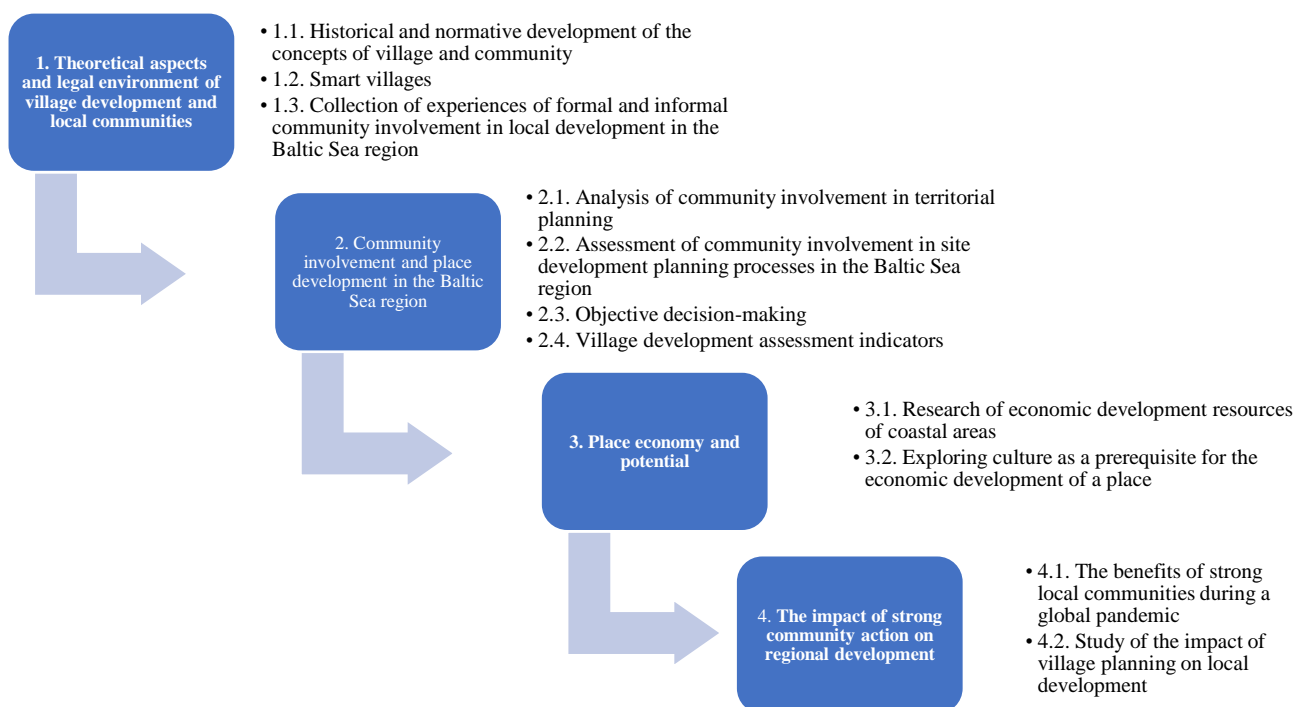 1. Theoretical aspects
and legal environment of
village development and
local communities
• 1.1. Historical and normative development of the
concepts of village and community
• 1.2. Smart villages
• 1.3. Collection of experiences of formal and informal
community involvement in local development in the
Baltic Sea region
2. Community
involvement and place
development in the Baltic
Sea region
• 2.1. Analysis of community involvement in territorial
planning
• 2.2. Assessment of community involvement in site
development planning processes in the Baltic Sea
region
• 2.3. Objective decision-making
• 2.4. Village development assessment indicators
3. Place economy and
potential
• 3.1. Research of economic development resources
of coastal areas
• 3.2. Exploring culture as a prerequisite for the
economic development of a place
4. The impact of strong
community action on
regional development
• 4.1. The benefits of strong
local communities during a
global pandemic
• 4.2. Study of the impact of
village planning on local
development